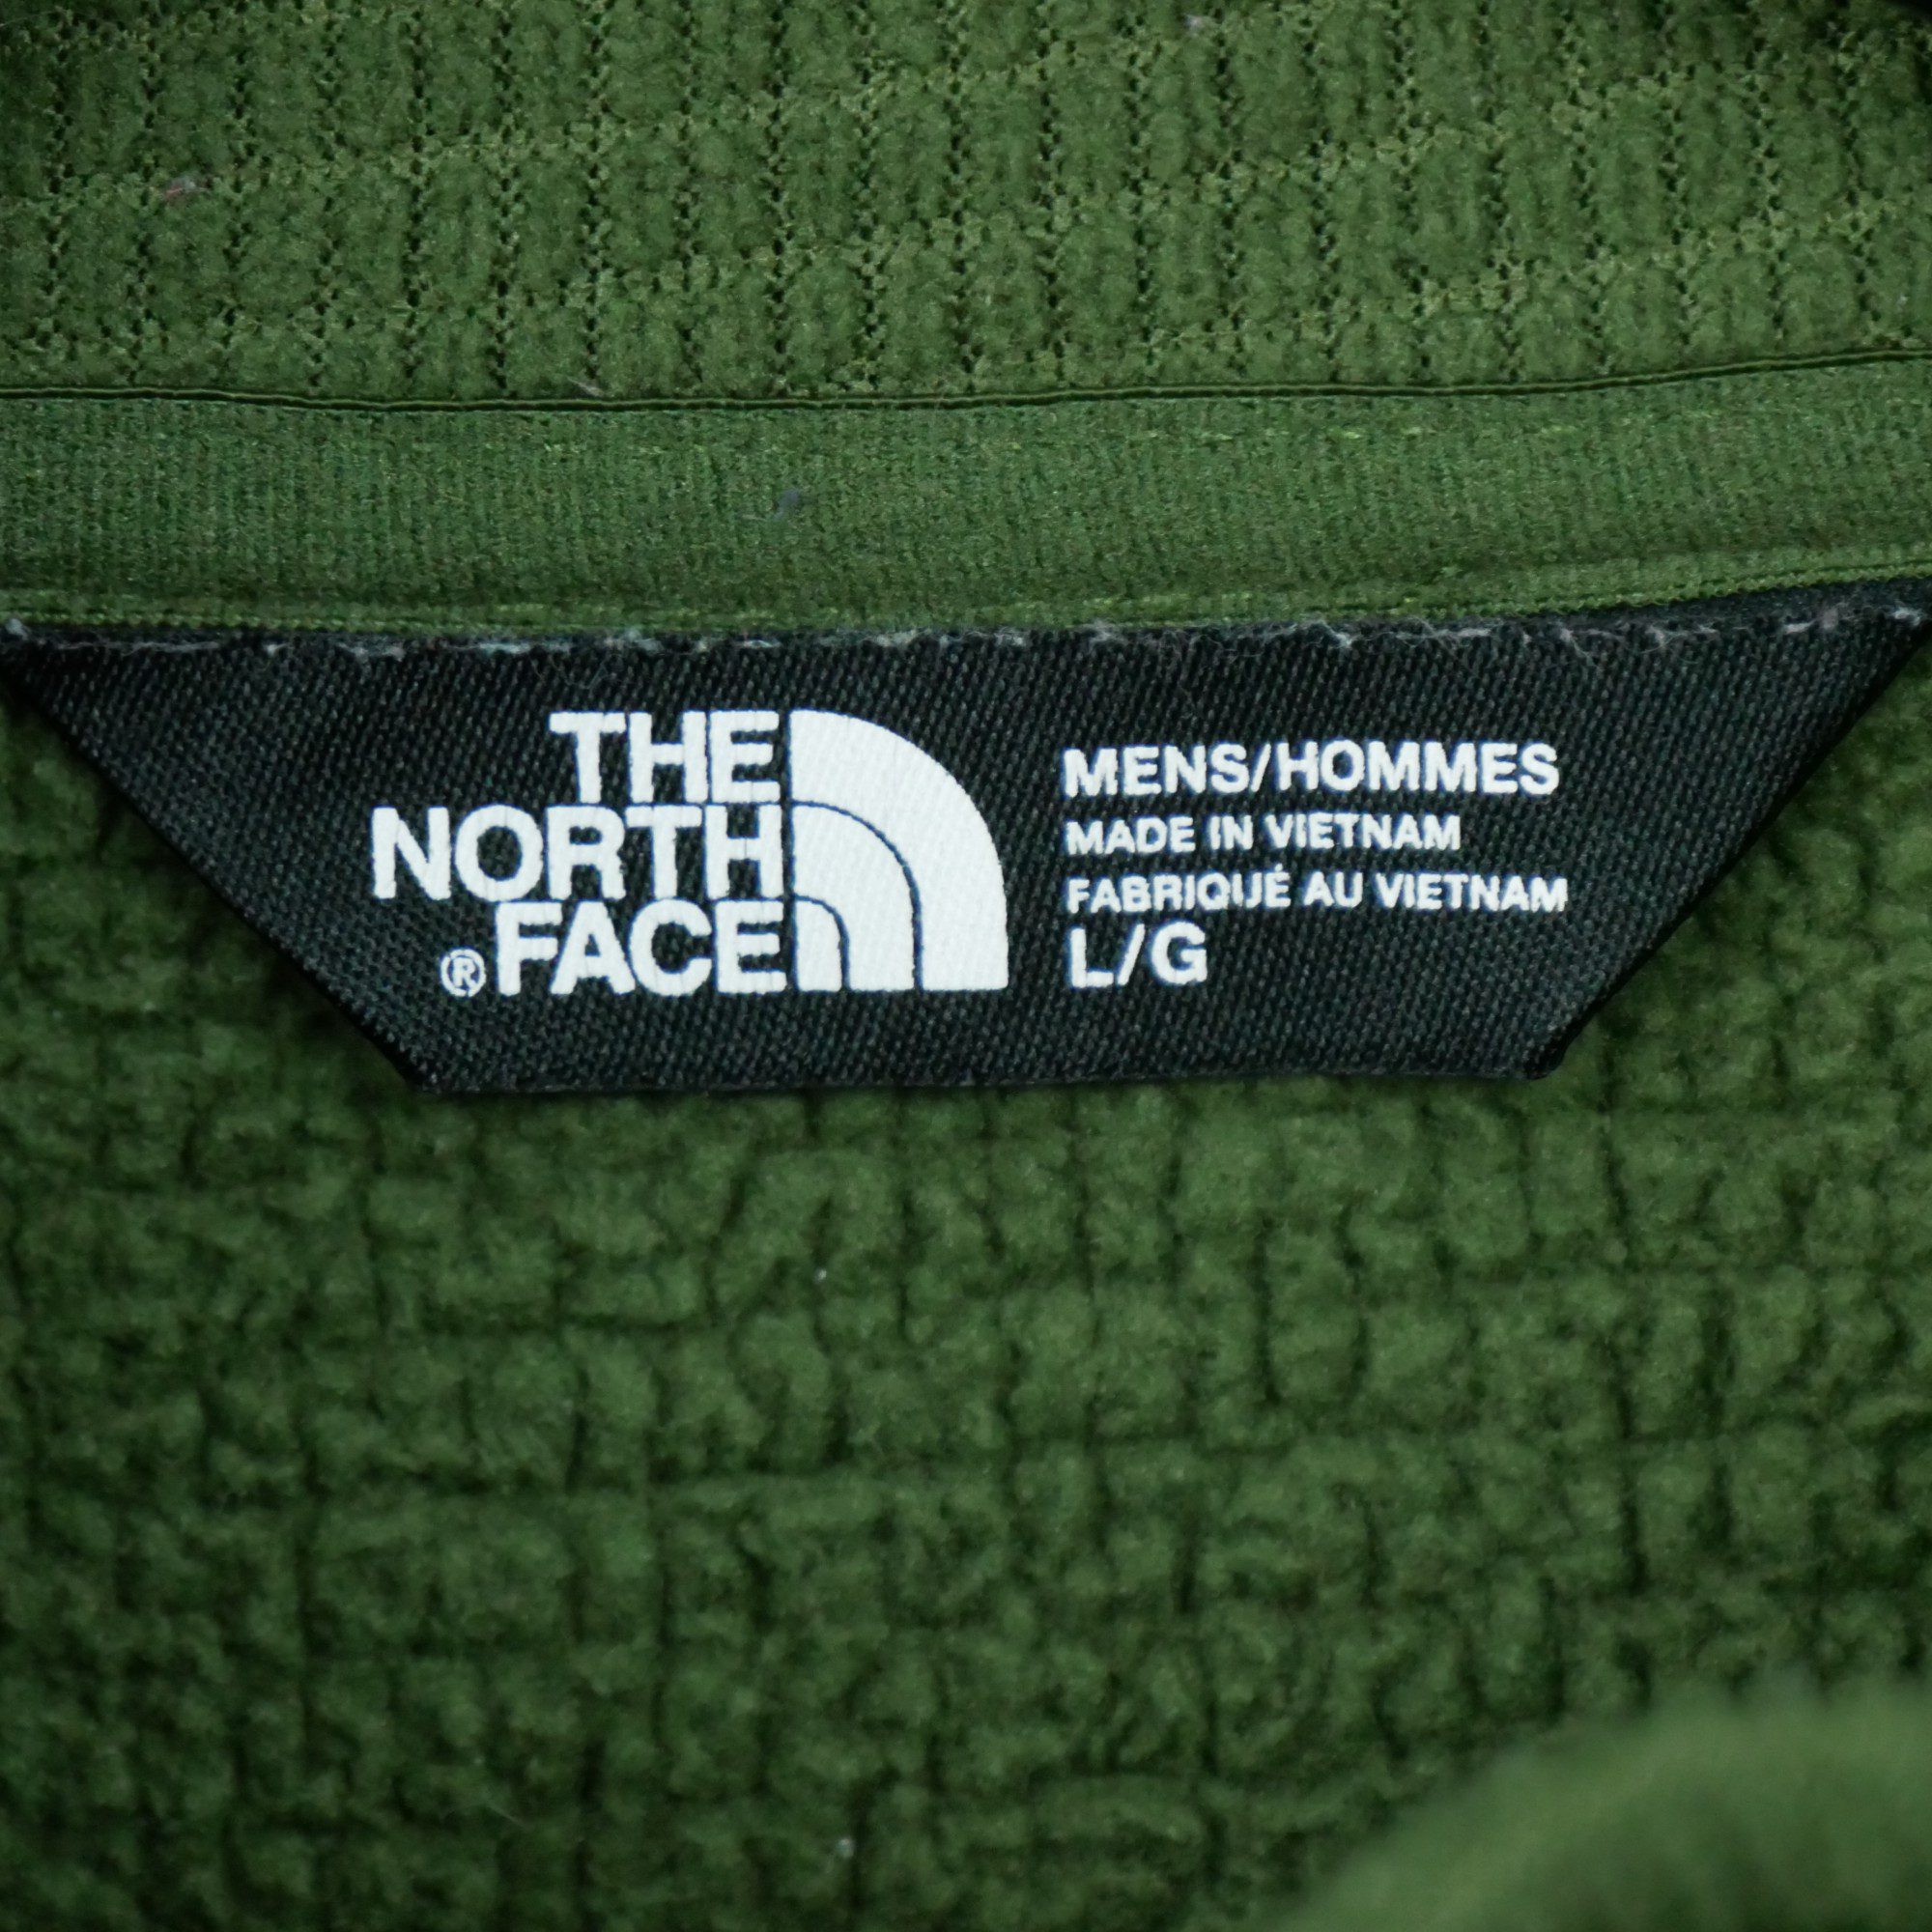 THE
NORTH
®FACE
MENS/HOMMES
MADE IN VIETNAM
FABRIQUÉ AU VIETNAM
L/G